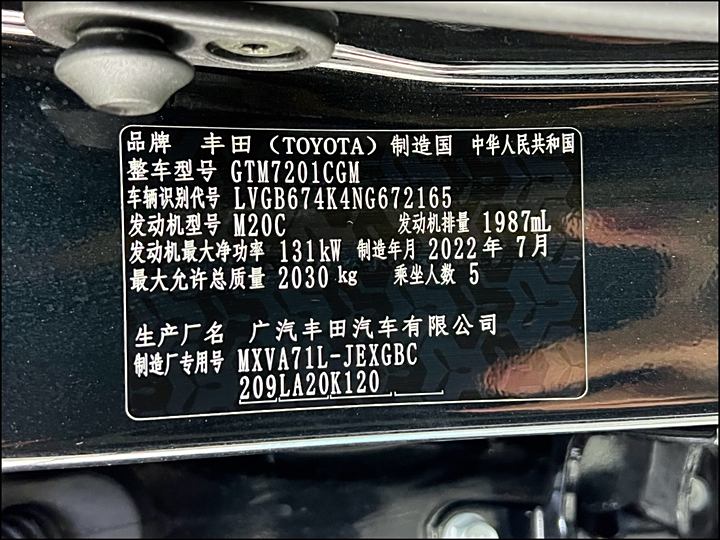 品牌 丰田（TOYOTA）制造国 中华人民共和国
整车型号 GTM7201CGM
车辆识别代号 LVGB674K4NG672165
发动机型号 M20C 发动机排量 1987mL
发动机最大净功率 131kW 制造年月 2022年 7月
最大允许总质量 2030 kg 乘坐人数 5
生产厂名 广汽丰田汽车有限公司
制造厂专用号 MXVA71L-JEXGBC
209LA20K120